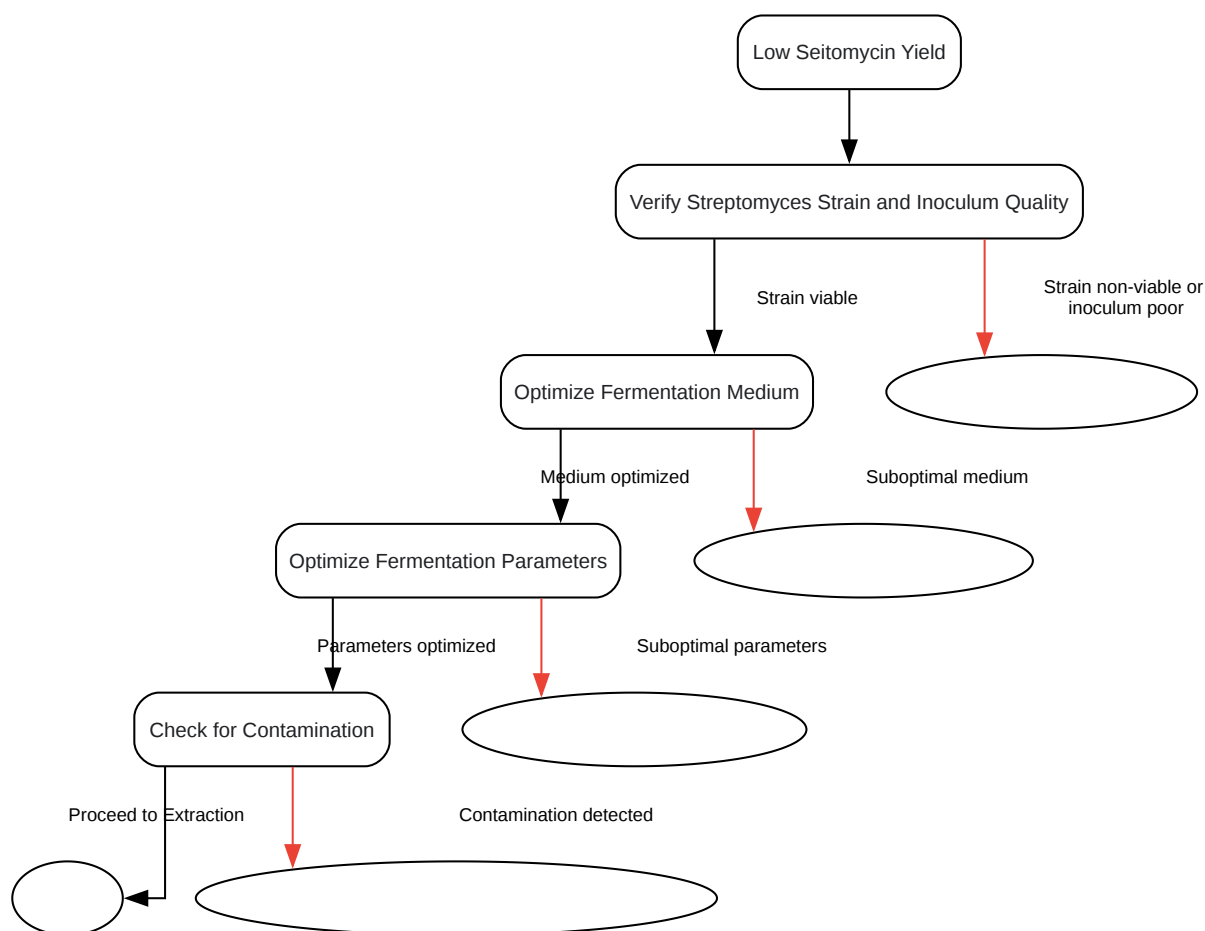 Low Seitomycin Yield
Verify Streptomyces Strain and Inoculum Quality
Strain viable
Strain non-viable or
inoculum poor
Optimize Fermentation Medium
Medium optimized
Suboptimal medium
Optimize Fermentation Parameters
Parameters optimized
Suboptimal parameters
Check for Contamination
Proceed to Extraction
Contamination detected